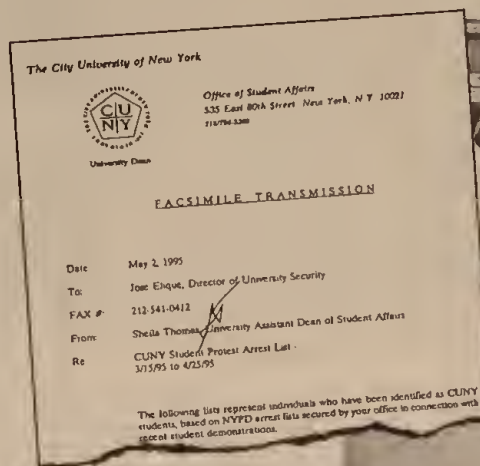 The City University of New York
CU
NY
University Dean
Office of Student Affairs
535 East 80th Street New York, N Y 10021
FACSIMILE TRANSMISSION
Date May 2, 1995
To: Jose Elique, Director of University Security
FAX #: 212-541-0412
From: Sheila Thomas, University Assistant Dean of Student Affairs
Re CUNY Student Protest Arrest List -
3/15/95 to 4/25/95
The following lists represent individuals who have been identified as CUNY
students, based on NYPD arrest lists secured by your office in connection with
recent student demonstrations.